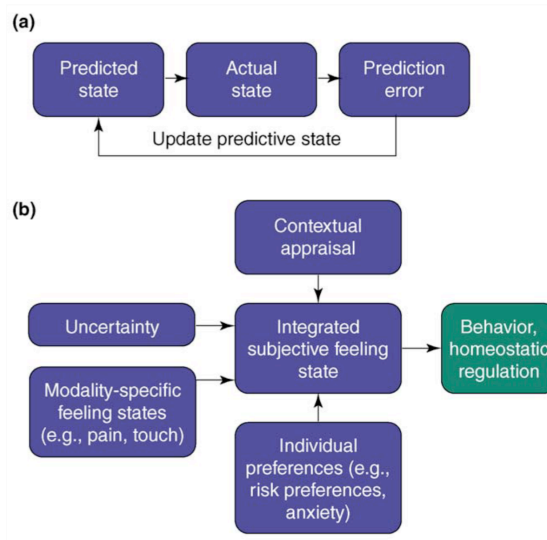 (a)
Predicted
state
Actual
state
Prediction
error
Update predictive state
(b)
Contextual
appraisal
Uncertainty
Integrated
subjective feeling
state
Behavior,
homeostatic
regulation
Modality-specific
feeling states
(e.g., pain, touch)
Individual
preferences (e.g.,
risk preferences,
anxiety)